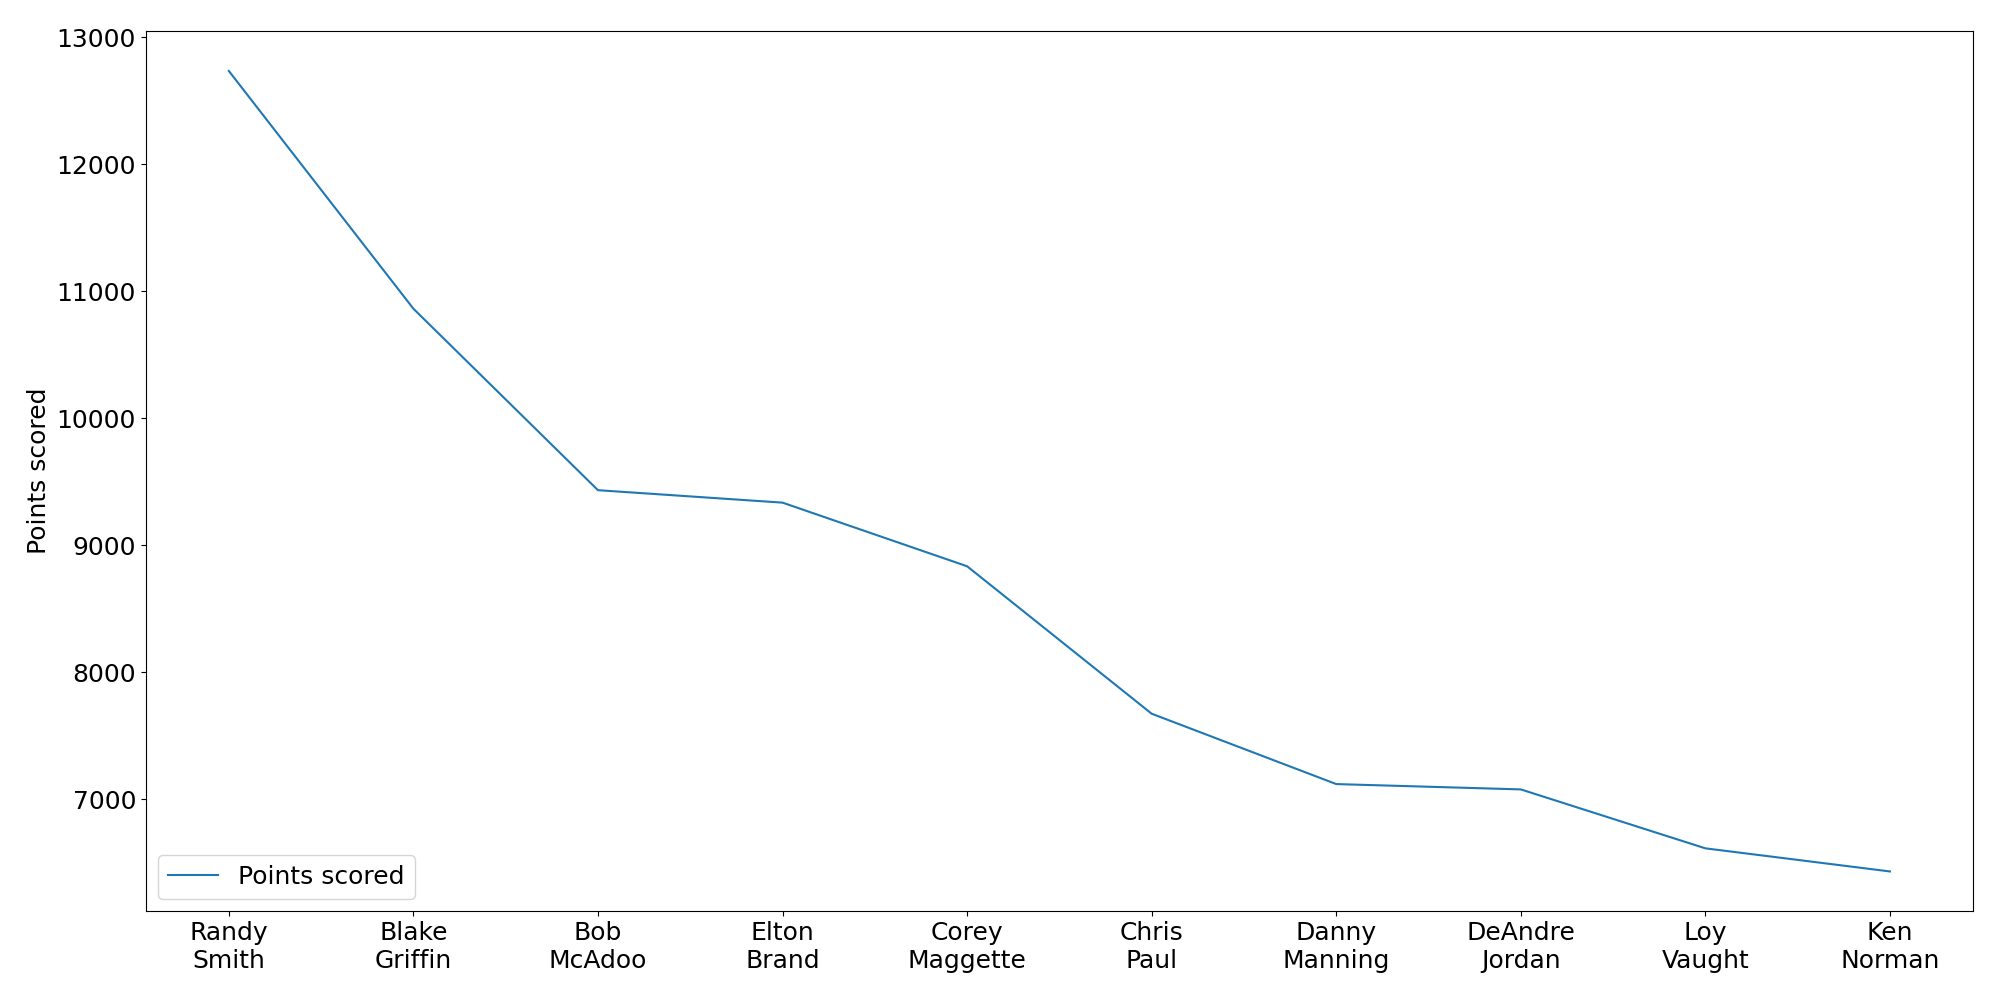 13000
12000
11000
10000
9000
8000
7000
Points scored
Points scored
Randy Smith
Blake Griffin
Bob McAdoo
Elton Brand
Corey Maggette
Chris Paul
Danny Manning
DeAndre Jordan
Loy Vaught
Ken Norman